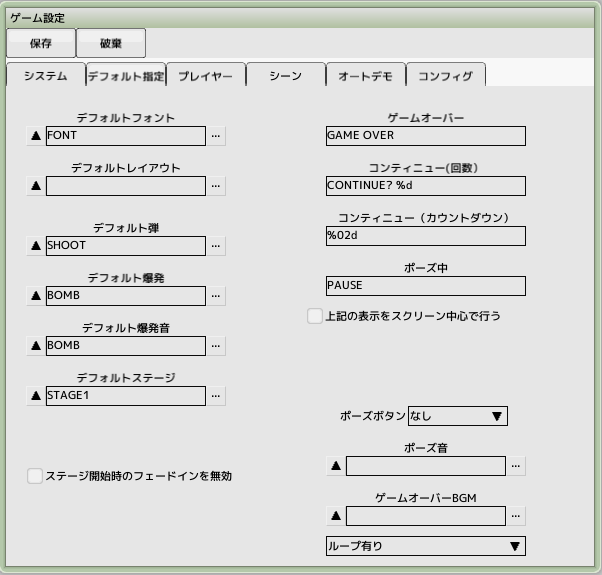 ゲーム設定
保存 破棄
システム デフォルト指定 プレイヤー シーン オートデモ コンフィグ
デフォルトフォント
▲ FONT ...
デフォルトレイアウト
▲ ...
デフォルト弾
▲ SHOOT ...
デフォルト爆発
▲ BOMB ...
デフォルト爆発音
▲ BOMB ...
デフォルトステージ
▲ STAGE1 ...
ステージ開始時のフェードインを無効
ゲームオーバー
GAME OVER
コンティニュー(回数)
CONTINUE? %d
コンティニュー（カウントダウン）
%02d
ポーズ中
PAUSE
上記の表示をスクリーン中心で行う
ポーズボタン なし ▼
ポーズ音
▲ ...
ゲームオーバーBGM
▲ ...
ループ有り ▼